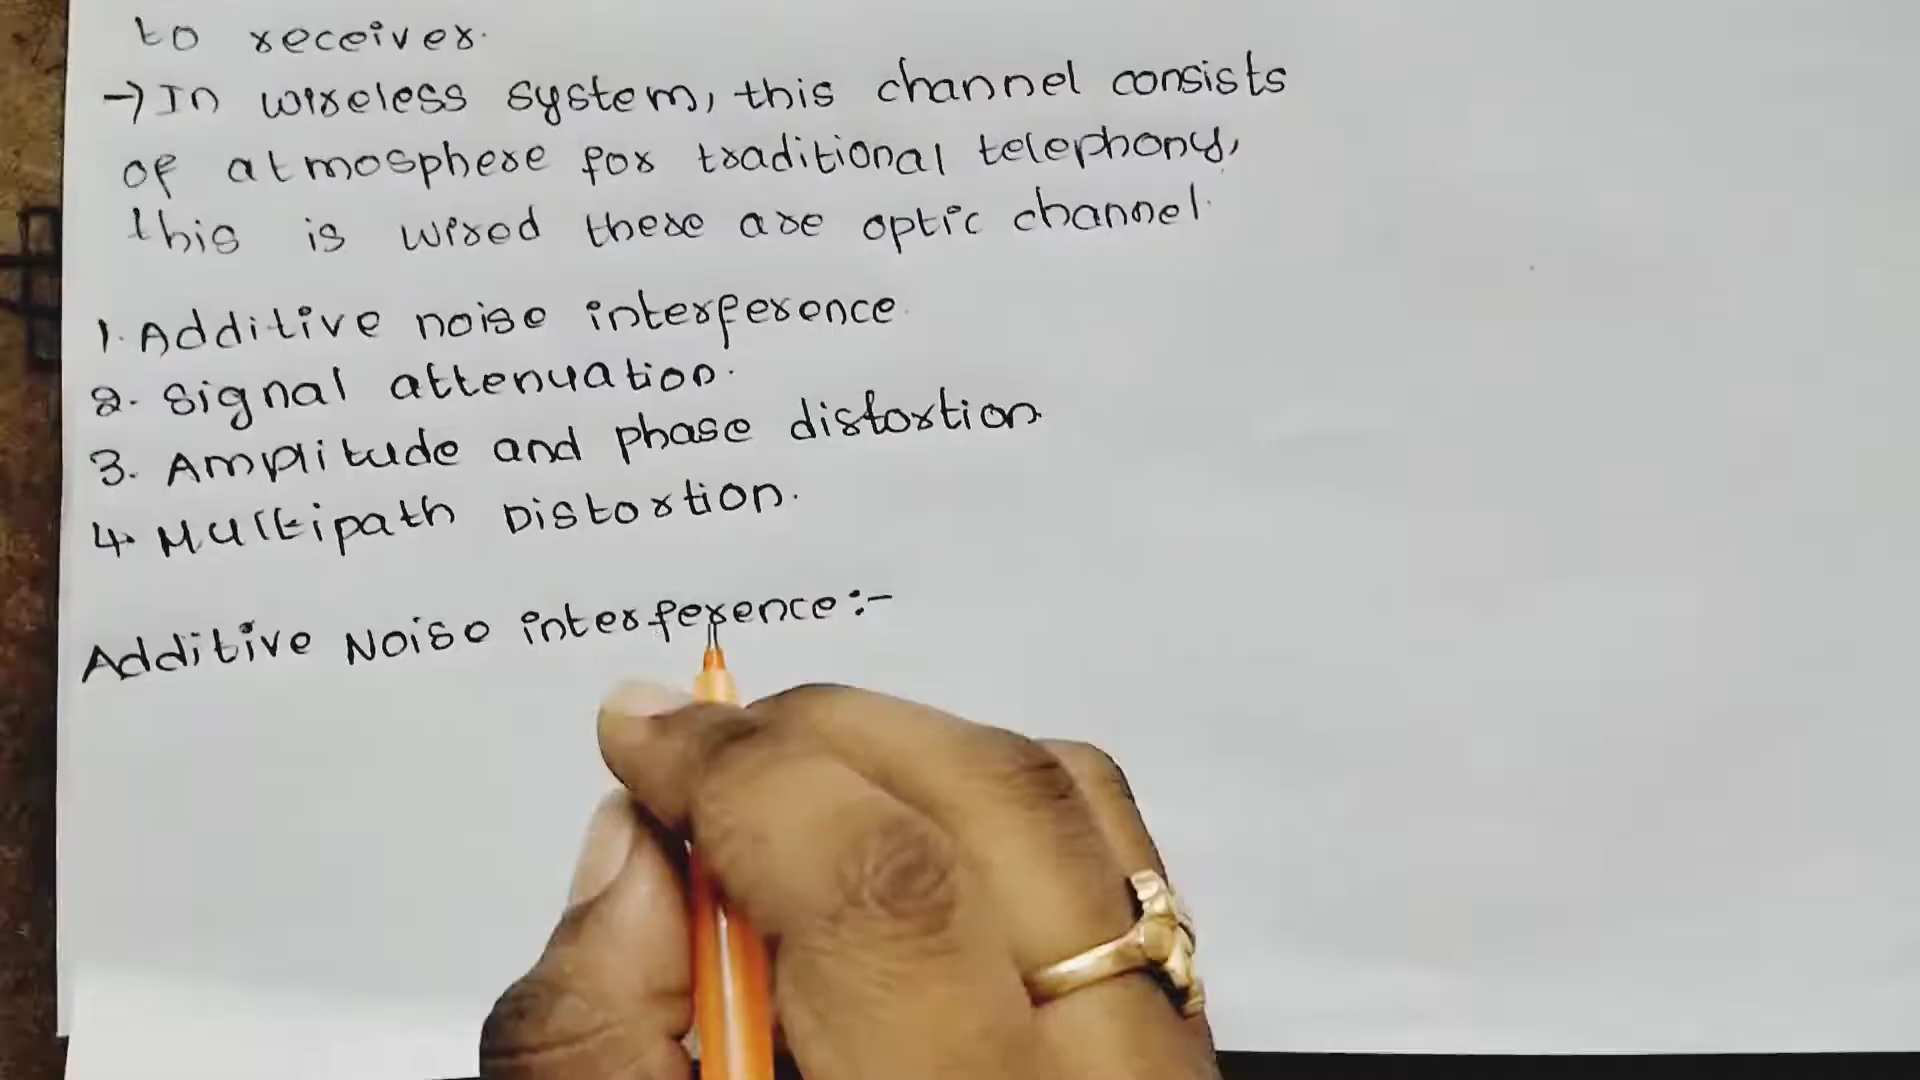 to receiver.
→ In wireless system, this channel consists
of atmosphere for traditional telephony,
this is wired there are optic channel.
1. Additive noise interference.
2. Signal attenuation.
3. Amplitude and phase distortion.
4. Multipath Distortion.
Additive Noise interference:-